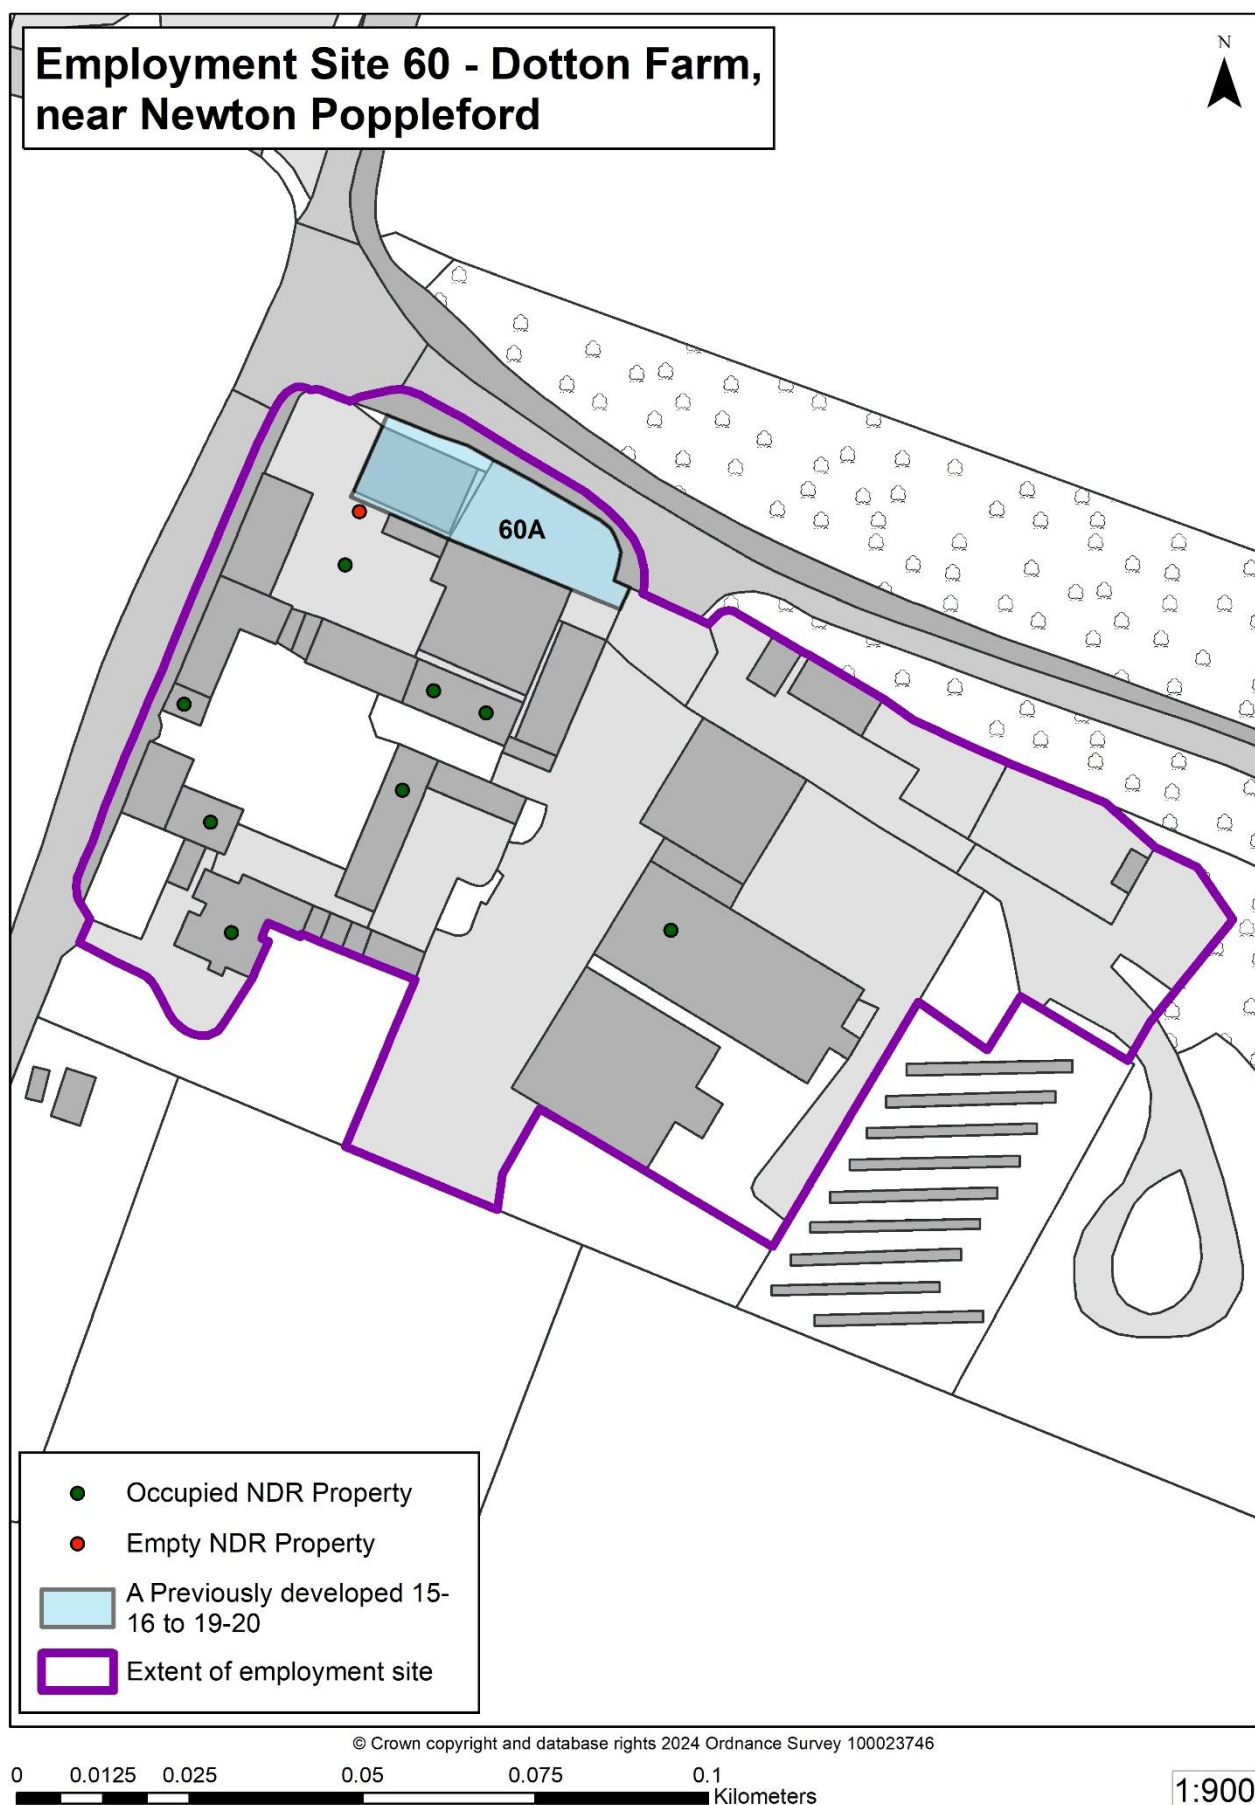 Employment Site 60 - Dotton Farm,
near Newton Poppleford
N
60A
Occupied NDR Property
Empty NDR Property
A Previously developed 15-
16 to 19-20
Extent of employment site
© Crown copyright and database rights 2024 Ordnance Survey 100023746
0 0.0125 0.025 0.05 0.075 0.1
Kilometers
1:900